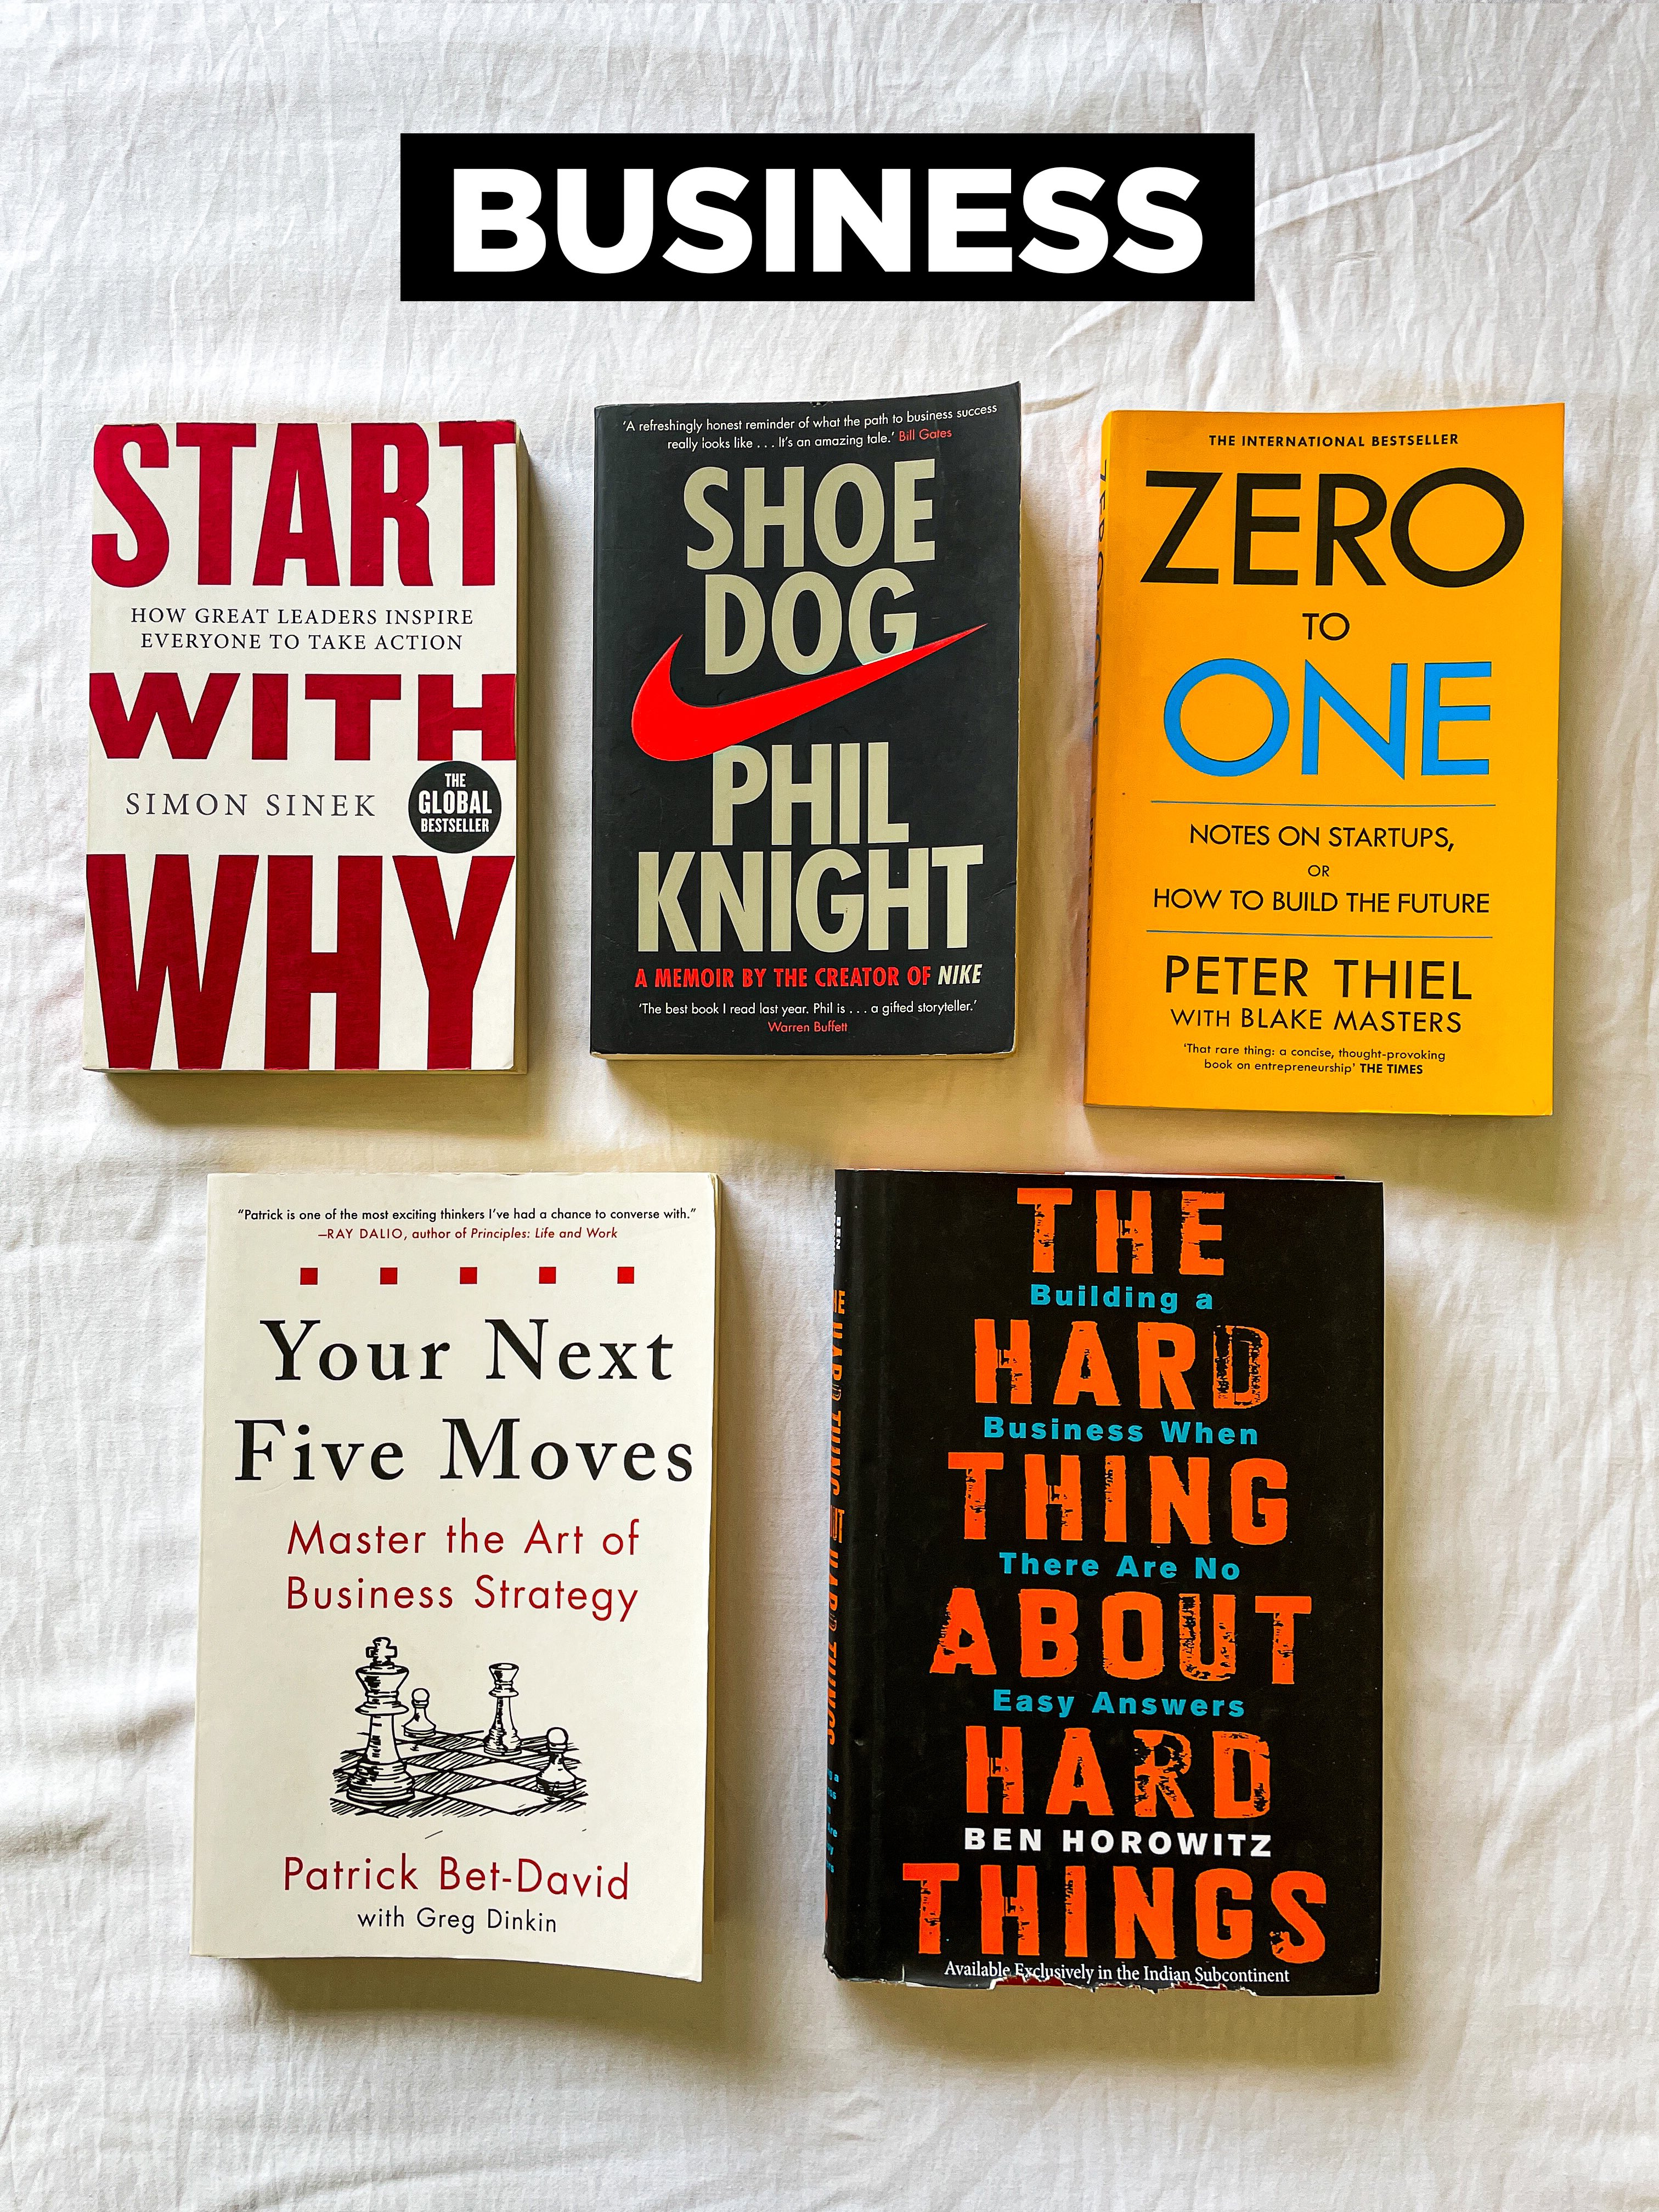 BUSINESS
START
HOW GREAT LEADERS INSPIRE
EVERYONE TO TAKE ACTION
WITH
SIMON SINEK
THE
GLOBAL
BESTSELLER
WHY
'A refreshingly honest reminder of what the path to business success
really looks like . . . It's an amazing tale.' Bill Gates
SHOE
DOG
PHIL
KNIGHT
A MEMOIR BY THE CREATOR OF NIKE
'The best book I read last year. Phil is . . . a gifted storyteller.'
Warren Buffett
THE INTERNATIONAL BESTSELLER
ZERO
TO
ONE
NOTES ON STARTUPS,
OR
HOW TO BUILD THE FUTURE
PETER THIEL
WITH BLAKE MASTERS
'That rare thing: a concise, thought-provoking
book on entrepreneurship' THE TIMES
"Patrick is one of the most exciting thinkers I've had a chance to converse with."
—RAY DALIO, author of Principles: Life and Work
Your Next
Five Moves
Master the Art of
Business Strategy
Patrick Bet-David
with Greg Dinkin
THE
Building a
HARD
Business When
THING
There Are No
ABOUT
Easy Answers
HARD
BEN HOROWITZ
THINGS
Available Exclusively in the Indian Subcontinent